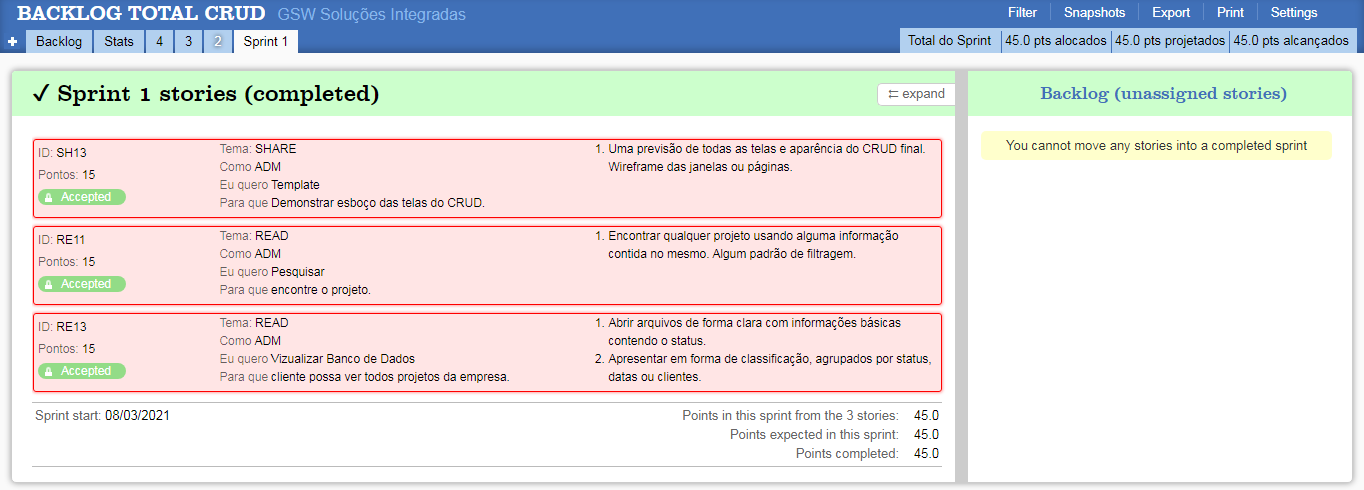 BACKLOG TOTAL CRUD GSW Soluções Integradas
Filter Snapshots Export Print Settings
+ Backlog Stats 4 3 2 Sprint 1
Total do Sprint 45.0 pts alocados 45.0 pts projetados 45.0 pts alcançados
✓ Sprint 1 stories (completed)
expand
ID: SH13
Pontos: 15
Accepted
Tema: SHARE
Como ADM
Eu quero Template
Para que Demonstrar esboço das telas do CRUD.
1. Uma previsão de todas as telas e aparência do CRUD final.
Wireframe das janelas ou páginas.
ID: RE11
Pontos: 15
Accepted
Tema: READ
Como ADM
Eu quero Pesquisar
Para que encontre o projeto.
1. Encontrar qualquer projeto usando alguma informação
contida no mesmo. Algum padrão de filtragem.
ID: RE13
Pontos: 15
Accepted
Tema: READ
Como ADM
Eu quero Vizualizar Banco de Dados
Para que cliente possa ver todos projetos da empresa.
1. Abrir arquivos de forma clara com informações básicas
contendo o status.
2. Apresentar em forma de classificação, agrupados por status,
datas ou clientes.
Sprint start: 08/03/2021
Points in this sprint from the 3 stories: 45.0
Points expected in this sprint: 45.0
Points completed: 45.0
Backlog (unassigned stories)
You cannot move any stories into a completed sprint